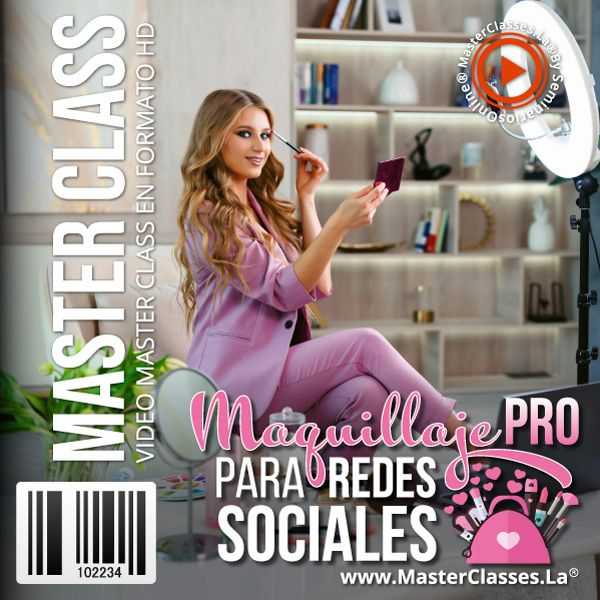 MASTER CLASS
VIDEO MASTER CLASS EN FORMATO HD
MasterClasses.La®By SeminariosOnline®
Maquillaje PRO
PARA REDES
SOCIALES
102234
www.MasterClasses.La®